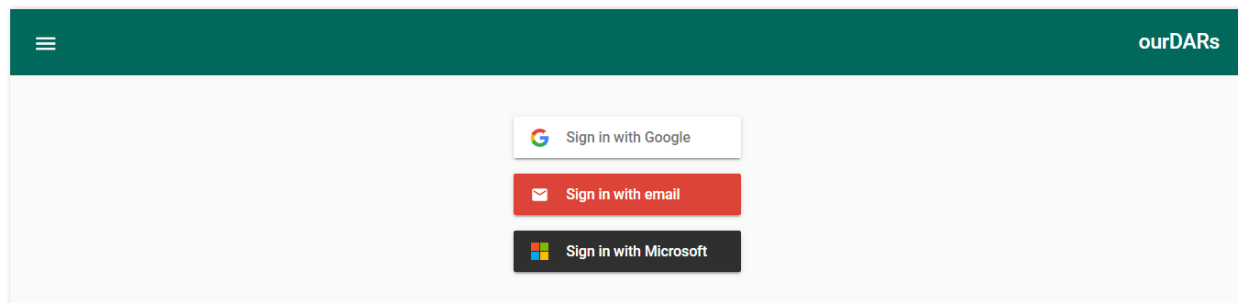 ourDARs
Sign in with Google
Sign in with email
Sign in with Microsoft